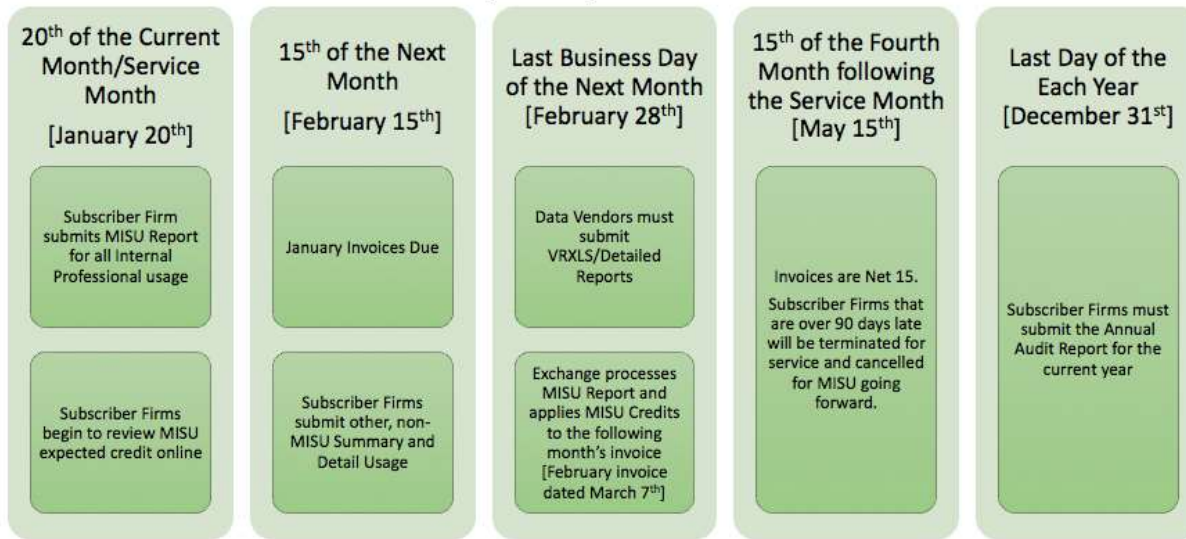 20th of the Current
Month/Service
Month
[January 20th]
Subscriber Firm
submits MISU Report
for all Internal
Professional usage
Subscriber Firms
begin to review MISU
expected credit online
15th of the Next
Month
[February 15th]
January Invoices Due
Subscriber Firms
submit other, non-
MISU Summary and
Detail Usage
Last Business Day
of the Next Month
[February 28th]
Data Vendors must
submit
VRXLS/Detailed
Reports
Exchange processes
MISU Report and
applies MISU Credits
to the following
month's invoice
[February invoice
dated March 7th]
15th of the Fourth
Month following
the Service Month
[May 15th]
Invoices are Net 15.
Subscriber Firms that
are over 90 days late
will be terminated for
service and cancelled
for MISU going
forward.
Last Day of the
Each Year
[December 31st]
Subscriber Firms must
submit the Annual
Audit Report for the
current year